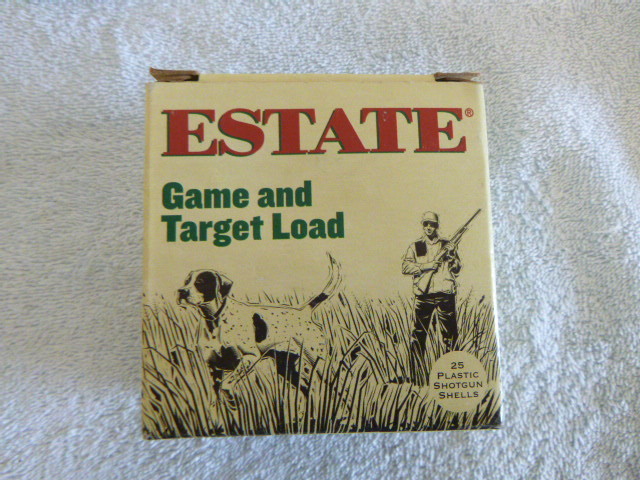 ESTATE®
Game and
Target Load
25
PLASTIC
SHOTGUN
SHELLS